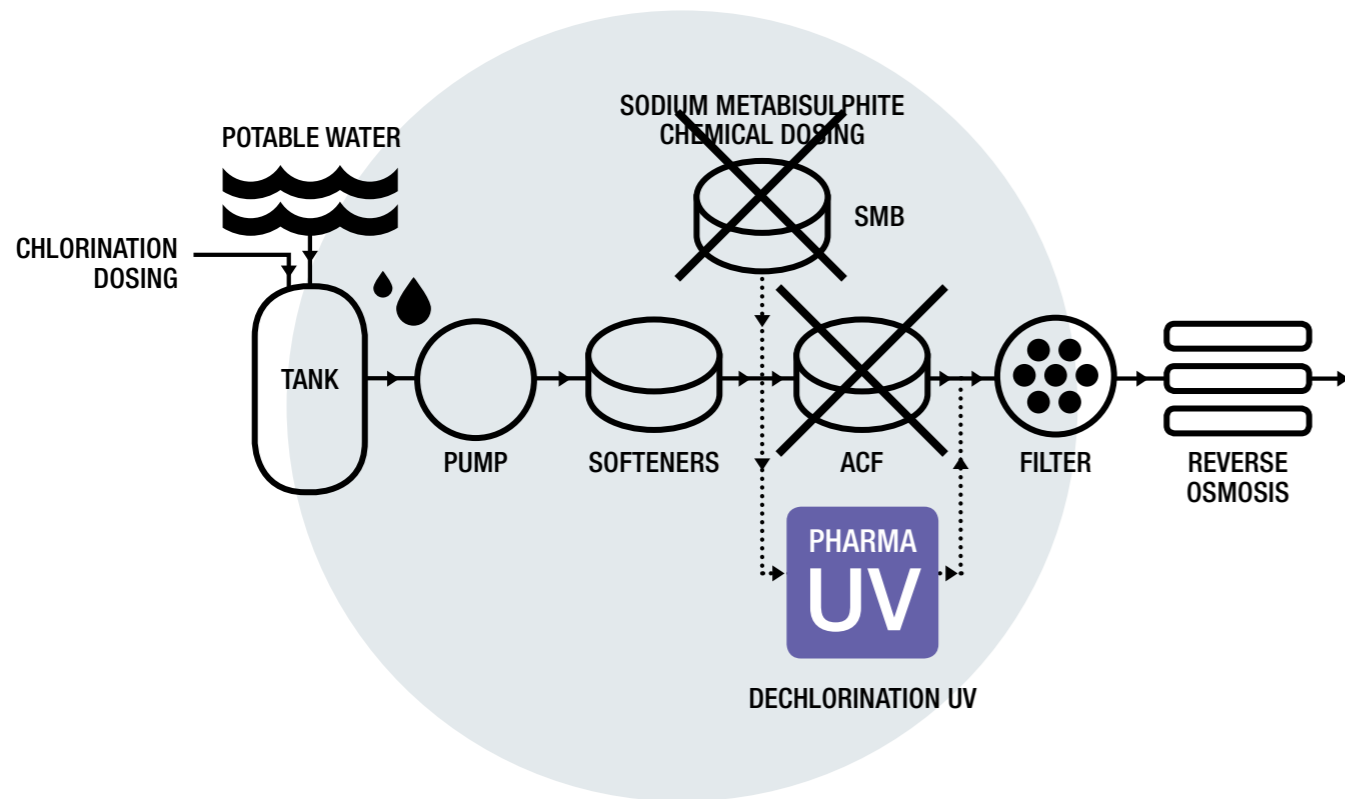 SODIUM METABISULPHITE
CHEMICAL DOSING
POTABLE WATER
SMB
CHLORINATION
DOSING
TANK
PUMP
SOFTENERS
ACF
FILTER
REVERSE
OSMOSIS
PHARMA
UV
DECHLORINATION UV